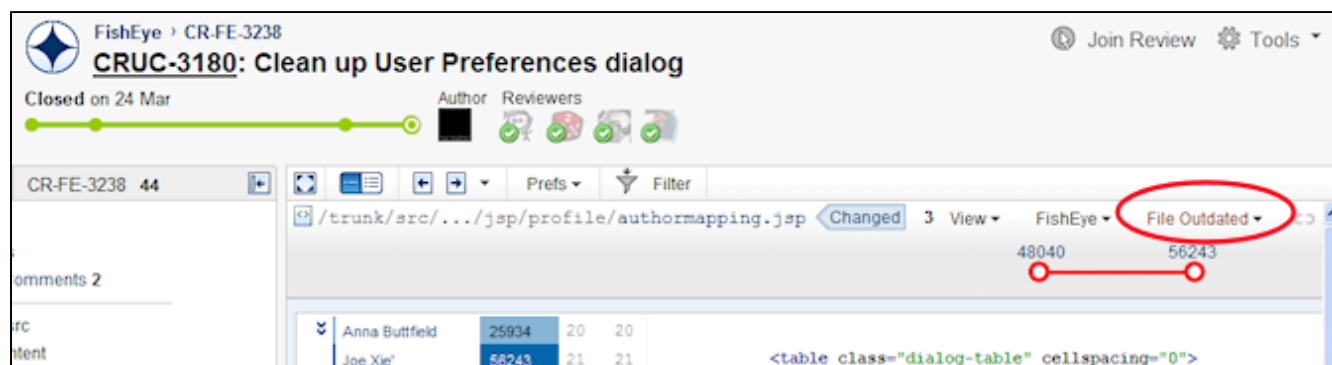 FishEye › CR-FE-3238
CRUC-3180: Clean up User Preferences dialog
Join Review Tools
Closed on 24 Mar
Author Reviewers
CR-FE-3238 44
Prefs Filter
/trunk/src/.../jsp/profile/authormapping.jsp Changed 3 View FishEye File Outdated
48040 56243
omments 2
rc
ntent
Anna Buttfield 25934 20 20
Joe Xie' 56243 21 21 <table class="dialog-table" cellspacing="0">